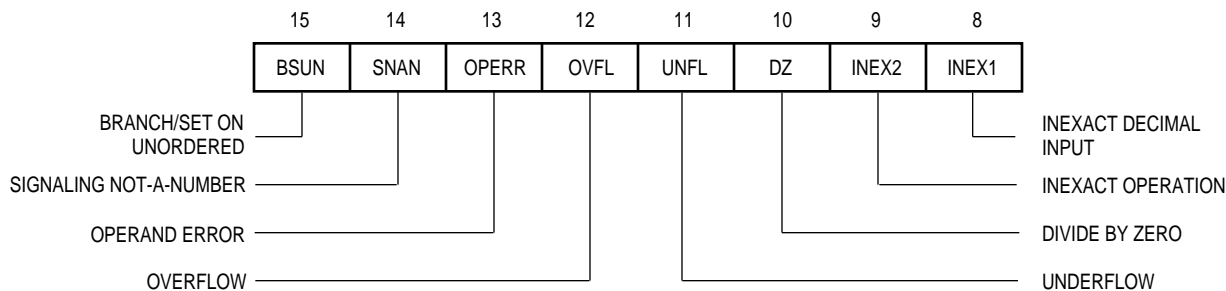 15 14 13 12 11 10 9 8
BSUN SNAN OPERR OVFL UNFL DZ INEX2 INEX1
BRANCH/SET ON
UNORDERED
INEXACT DECIMAL
INPUT
SIGNALING NOT-A-NUMBER
INEXACT OPERATION
OPERAND ERROR
DIVIDE BY ZERO
OVERFLOW
UNDERFLOW